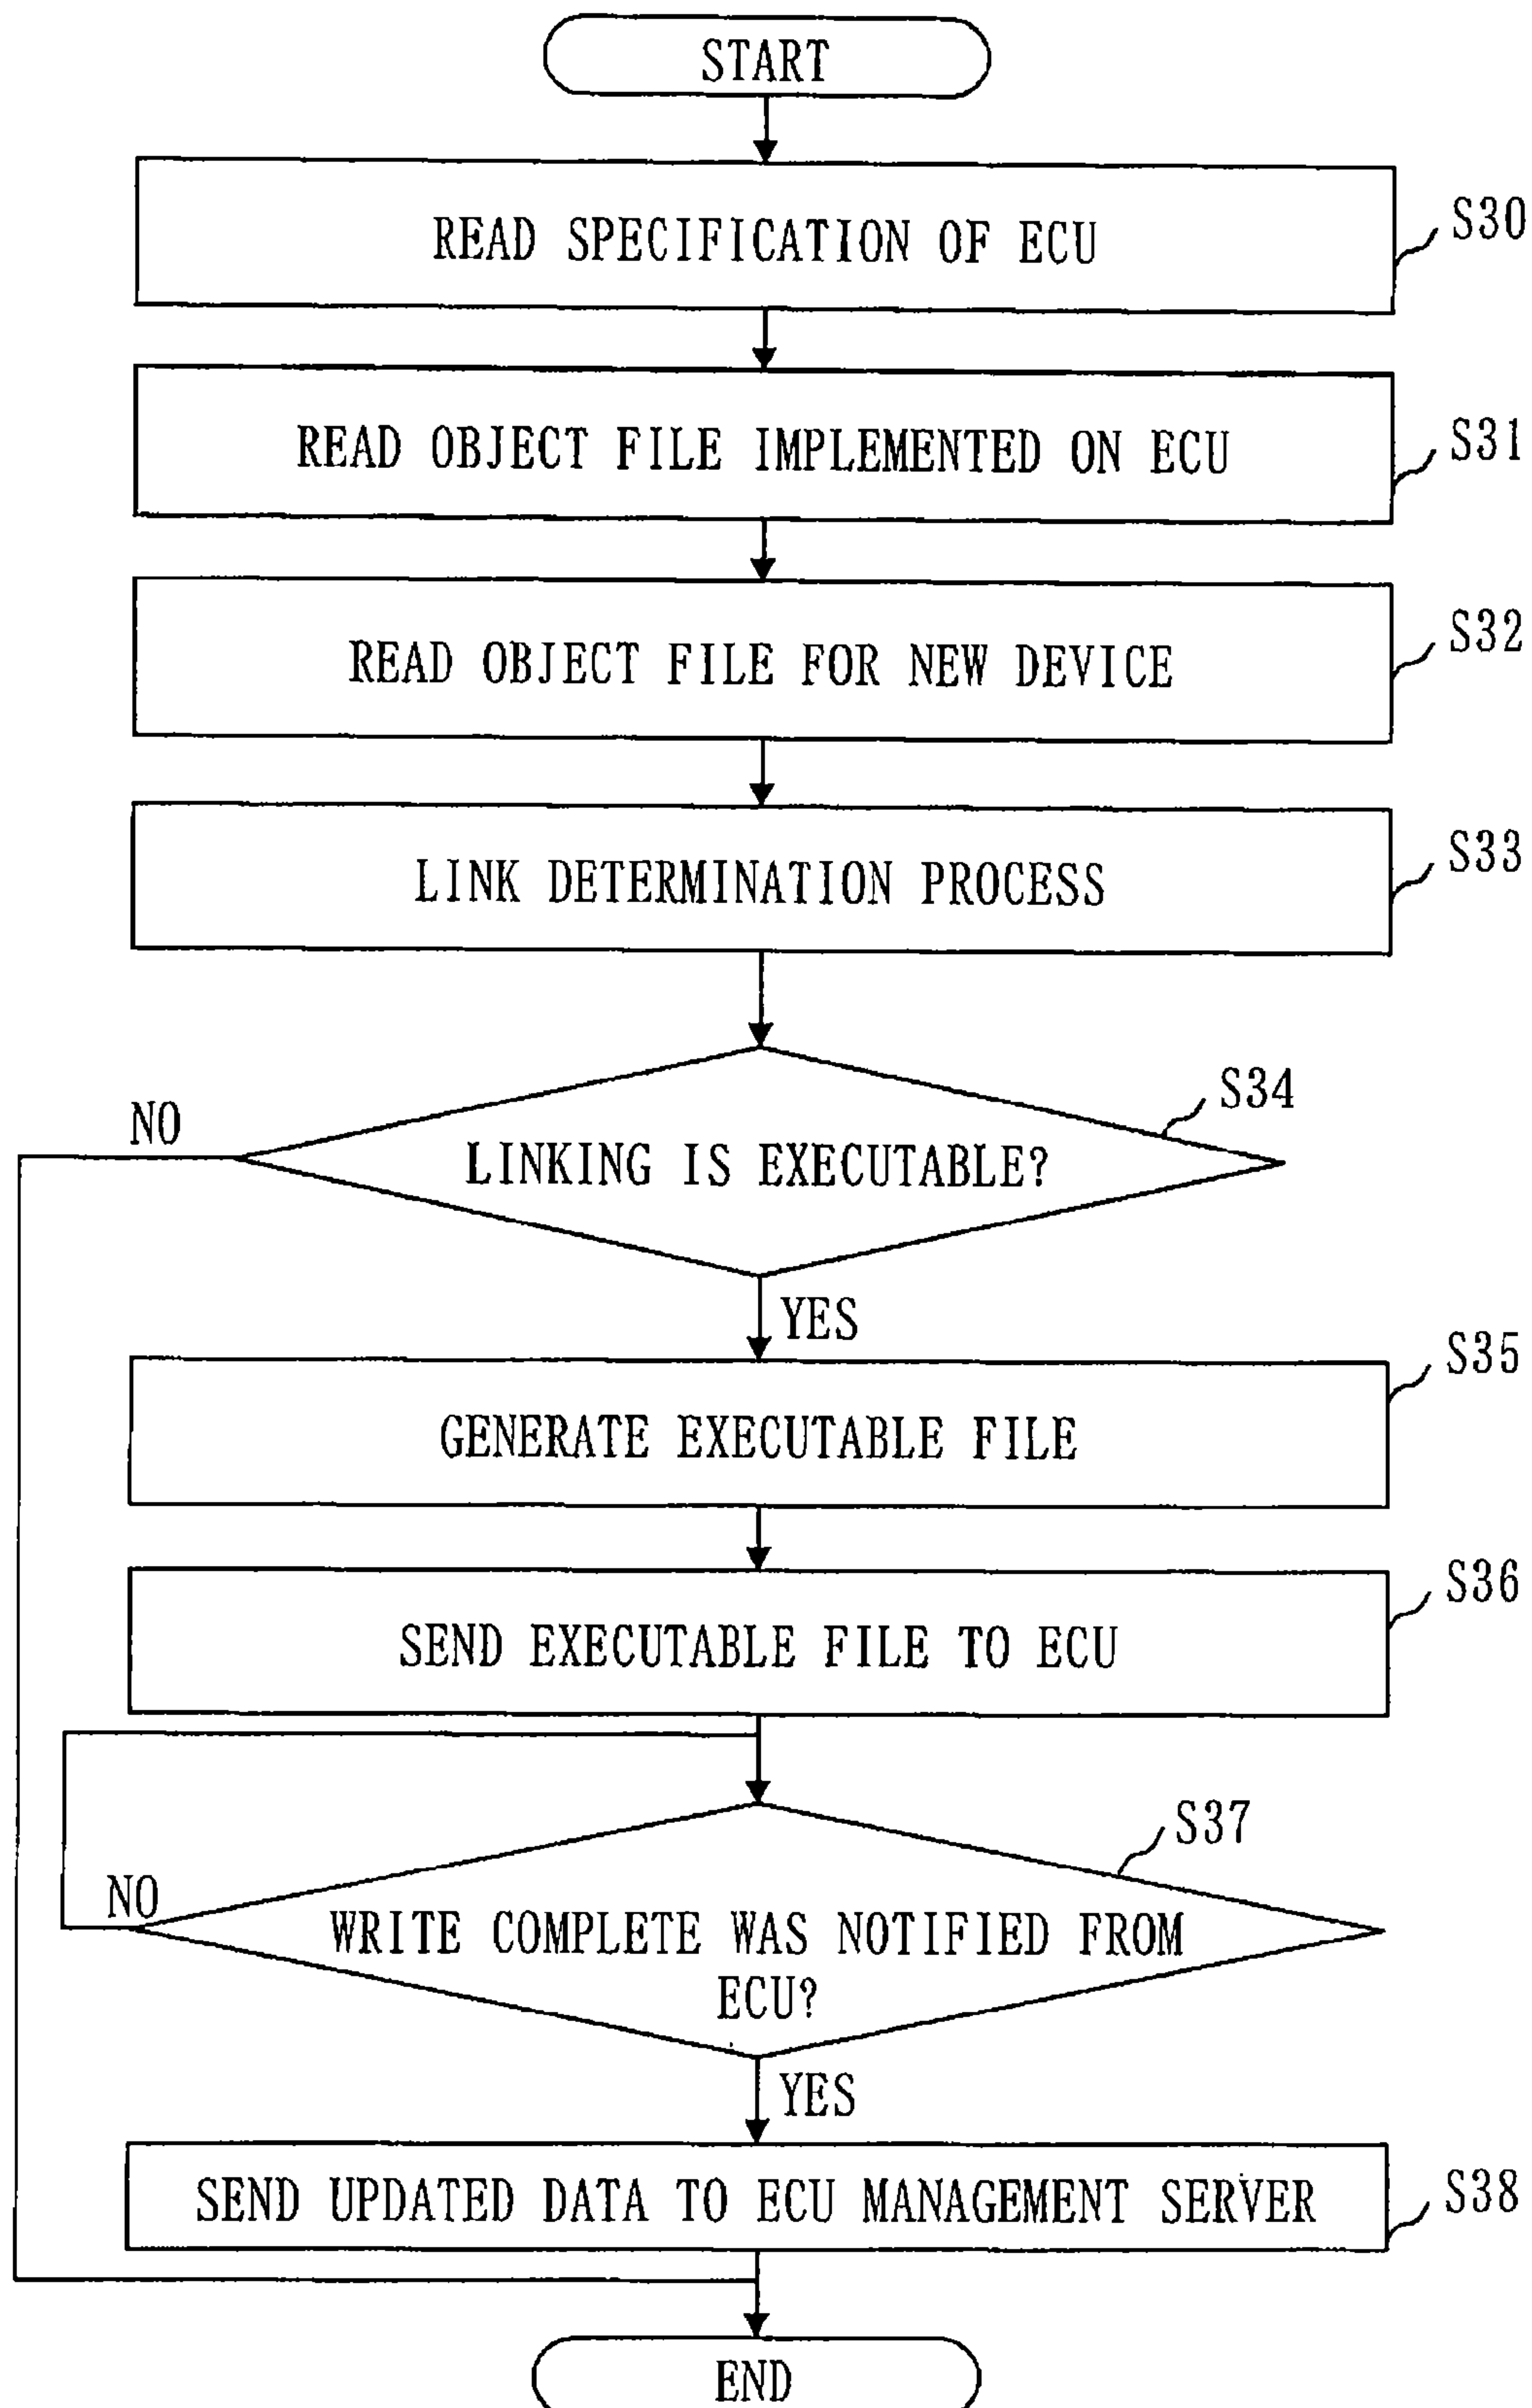 START
READ SPECIFICATION OF ECU
S30
READ OBJECT FILE IMPLEMENTED ON ECU
S31
READ OBJECT FILE FOR NEW DEVICE
S32
LINK DETERMINATION PROCESS
S33
S34
NO
LINKING IS EXECUTABLE?
YES
S35
GENERATE EXECUTABLE FILE
S36
SEND EXECUTABLE FILE TO ECU
S37
NO
WRITE COMPLETE WAS NOTIFIED FROM
ECU?
YES
SEND UPDATED DATA TO ECU MANAGEMENT SERVER
S38
END